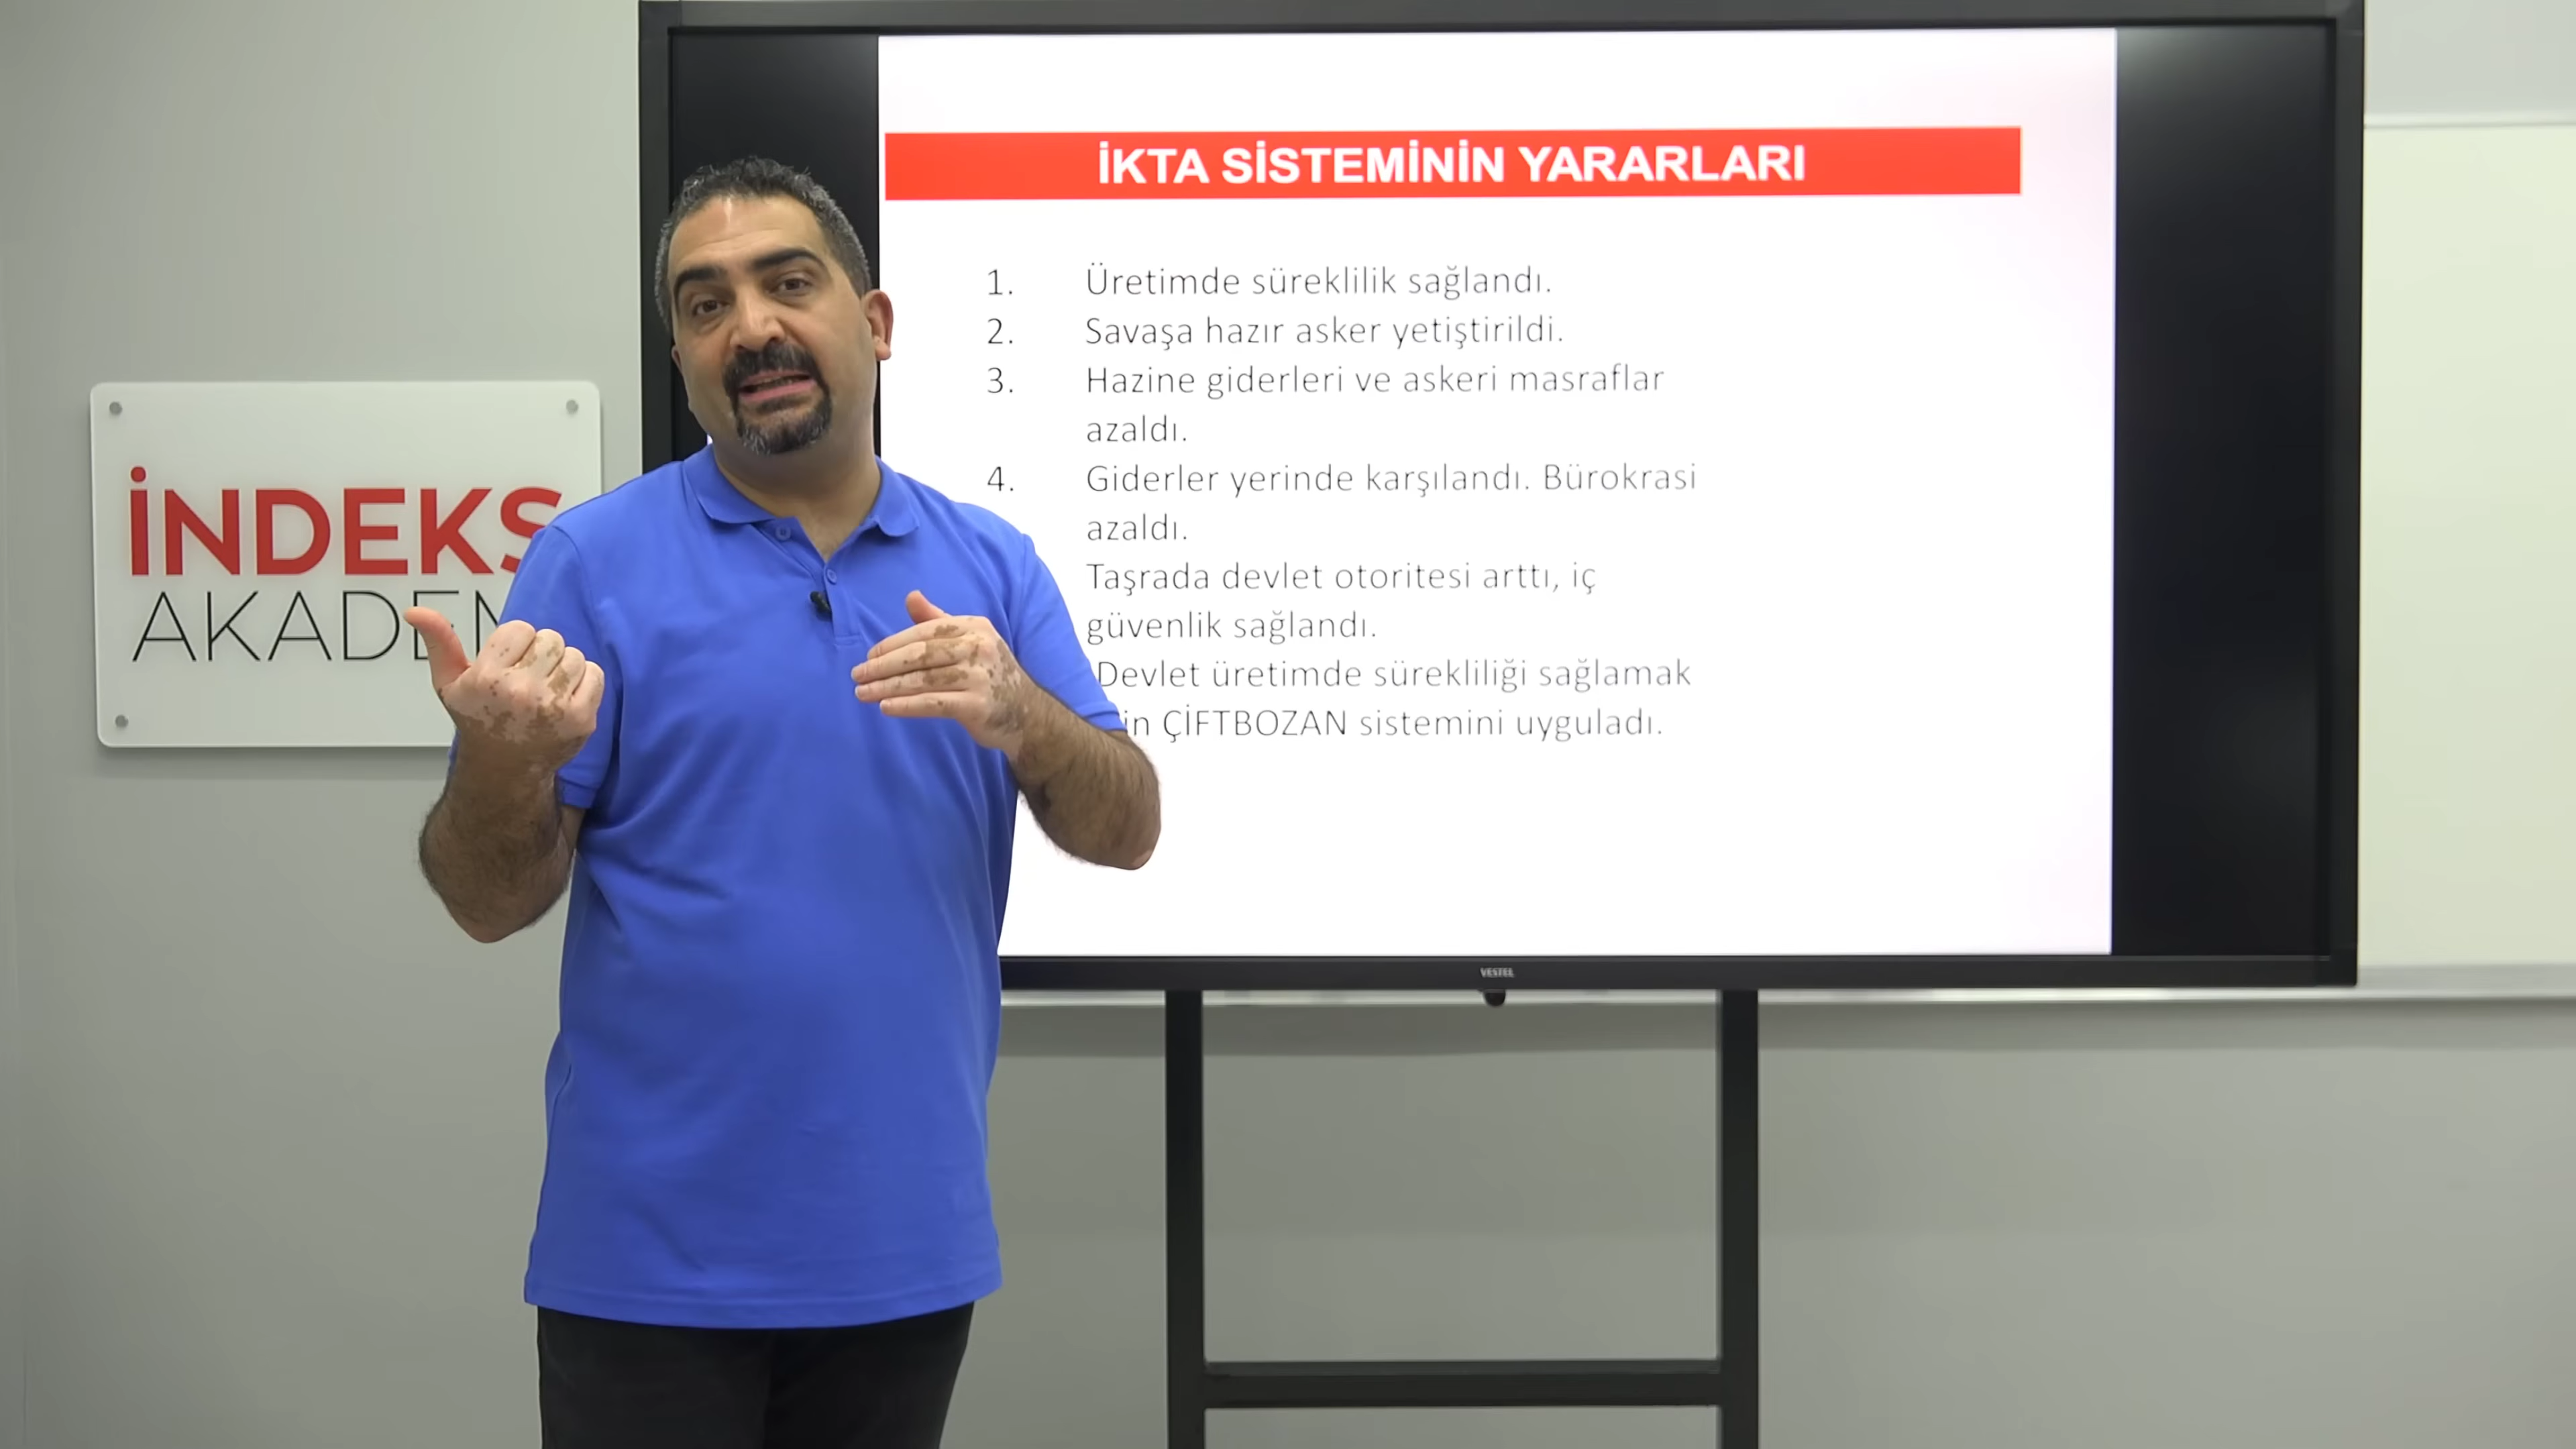 İKTA SİSTEMİNİN YARARLARI
1. Üretimde süreklilik sağlandı.
2. Savaşa hazır asker yetiştirildi.
3. Hazine giderleri ve askeri masraflar
azaldı.
4. Giderler yerinde karşılandı. Bürokrasi
azaldı.
Taşrada devlet otoritesi arttı, iç
güvenlik sağlandı.
Devlet üretimde sürekliliği sağlamak
ÇİFTBOZAN sistemini uyguladı.
İNDEKS
AKADEM
VESTEL